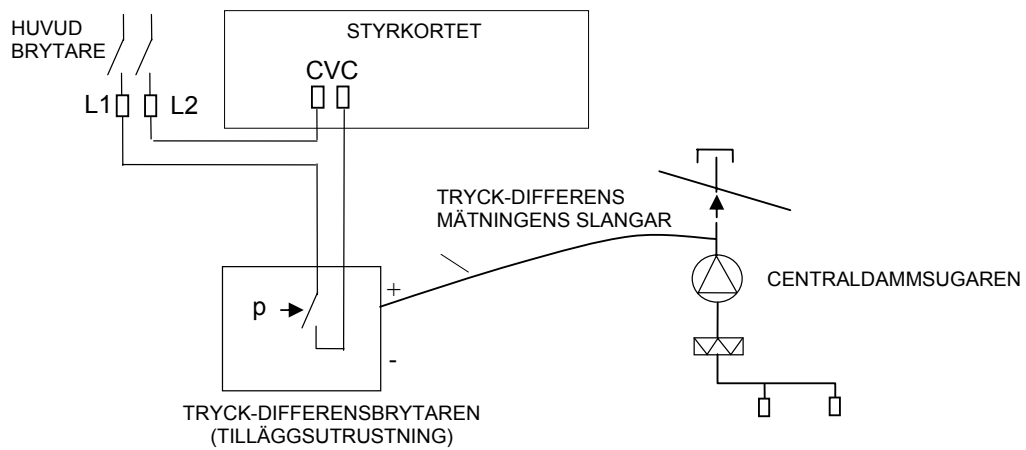 HUVUD
BRYTARE
STYRKORTET
CVC
L1
L2
TRYCK-DIFFERENS
MÄTNINGENS SLANGAR
CENTRALDAMMSUGAREN
+
p
-
TRYCK-DIFFERENSBRYTAREN
(TILLÄGGSUTRUSTNING)